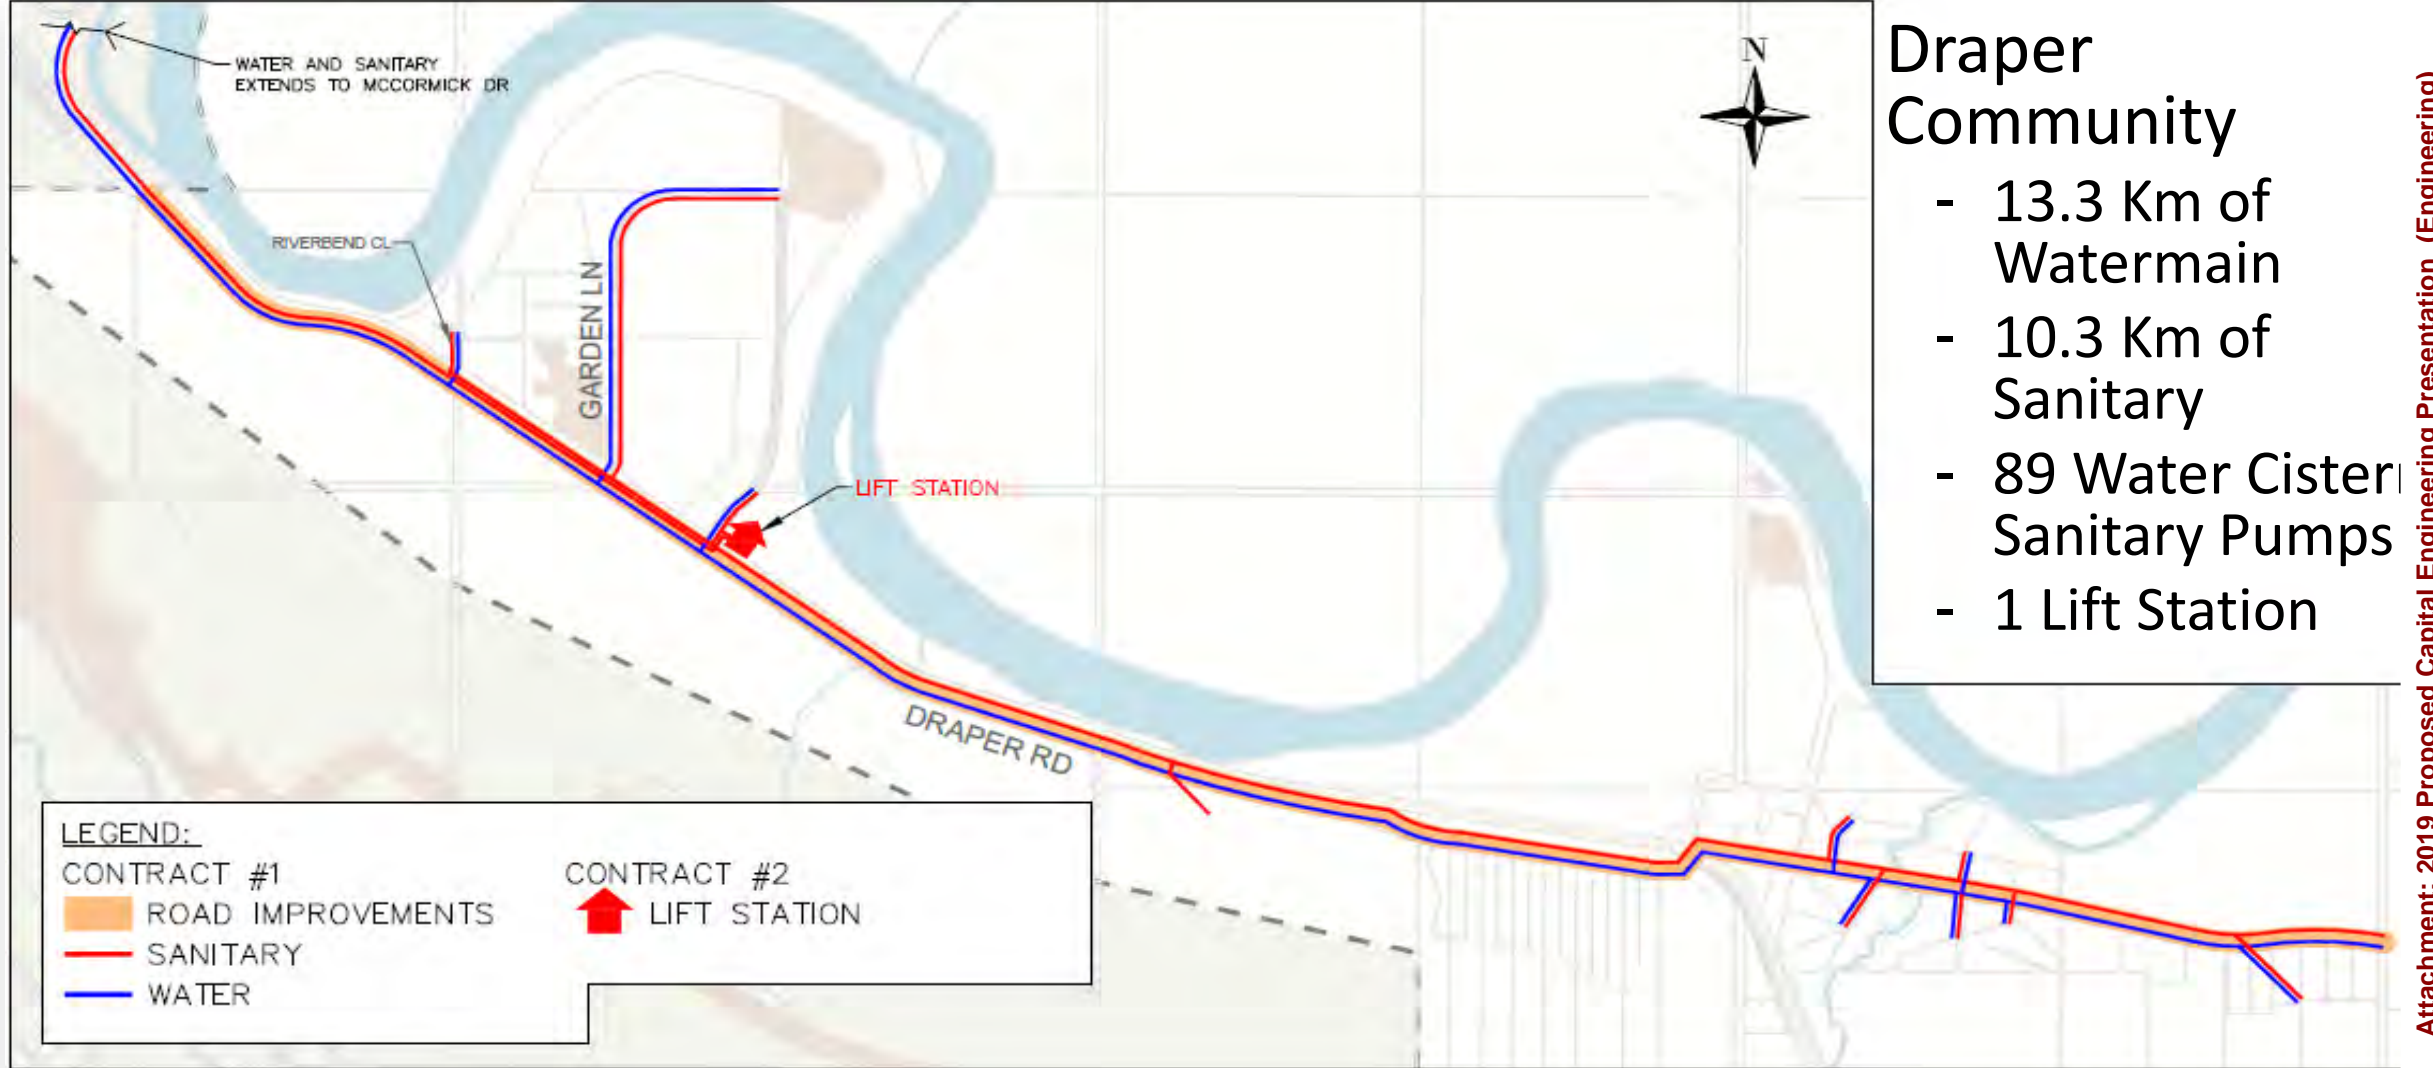 WATER AND SANITARY
EXTENDS TO MCCORMICK DR
N
RIVERBEND CL
GARDEN LN
LIFT STATION
DRAPER RD
LEGEND:
CONTRACT #1
ROAD IMPROVEMENTS
SANITARY
WATER
CONTRACT #2
LIFT STATION
Draper
Community
- 13.3 Km of
Watermain
- 10.3 Km of
Sanitary
- 89 Water
Sanitary Pumps
- 1 Lift Station
Attachment: 2019 Proposed Capital Engineering Presentation (Engineering)